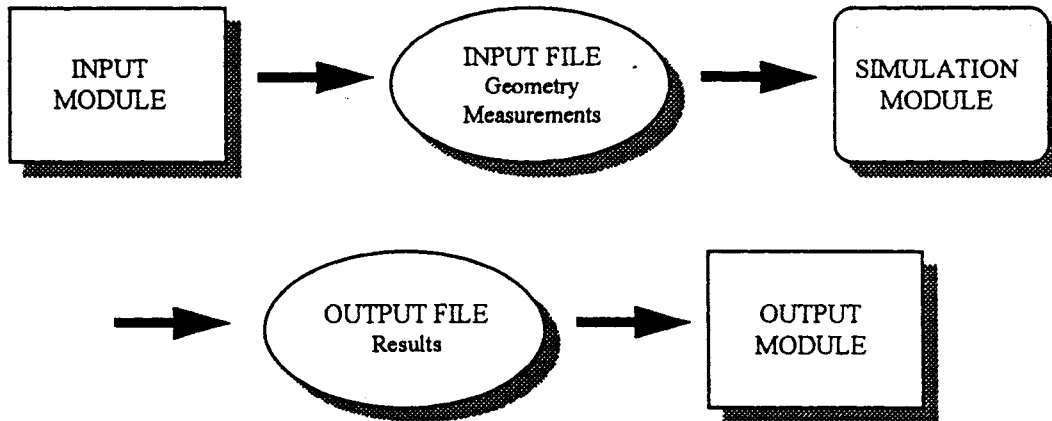 INPUT
MODULE
INPUT FILE
Geometry
Measurements
SIMULATION
MODULE
OUTPUT FILE
Results
OUTPUT
MODULE